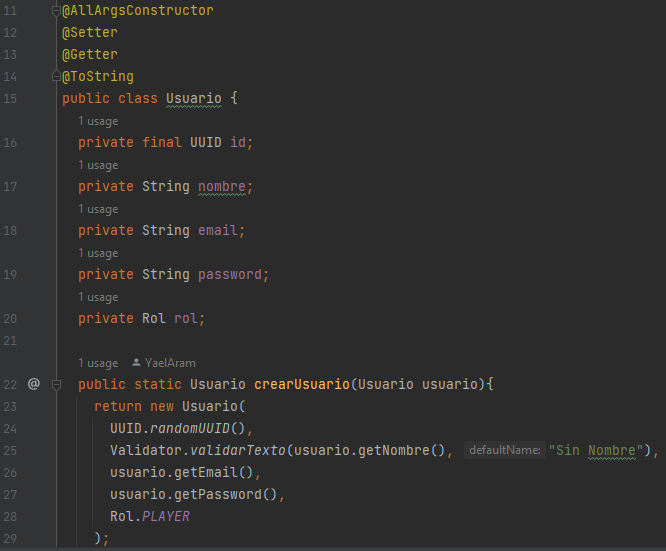 11 @AllArgsConstructor
12 @Setter
13 @Getter
14 @ToString
15 public class Usuario {
1 usage
16 private final UUID id;
1 usage
17 private String nombre;
1 usage
18 private String email;
1 usage
19 private String password;
1 usage
20 private Rol rol;
21
1 usage YaelAram
22 @ public static Usuario crearUsuario(Usuario usuario){
23 return new Usuario(
24 UUID.randomUUID(),
25 Validator.validarTexto(usuario.getNombre(), defaultName: "Sin Nombre"),
26 usuario.getEmail(),
27 usuario.getPassword(),
28 Rol.PLAYER
29 );